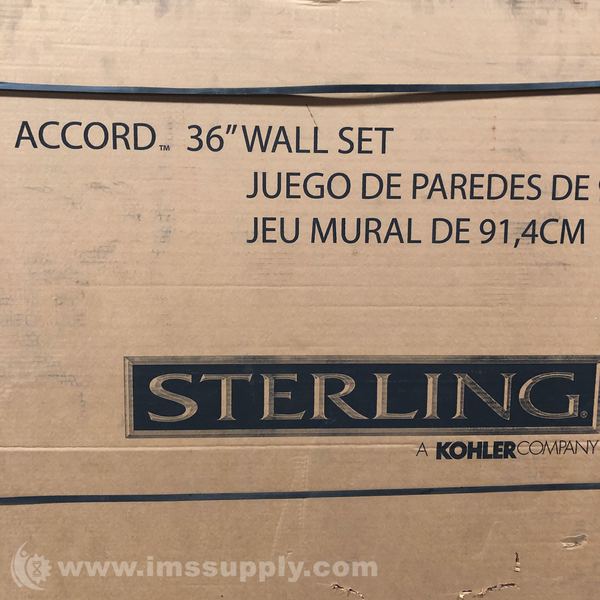 ACCORD™ 36" WALL SET
JUEGO DE PAREDES DE
JEU MURAL DE 91,4CM
STERLING®
A KOHLER COMPANY
www.imssupply.com